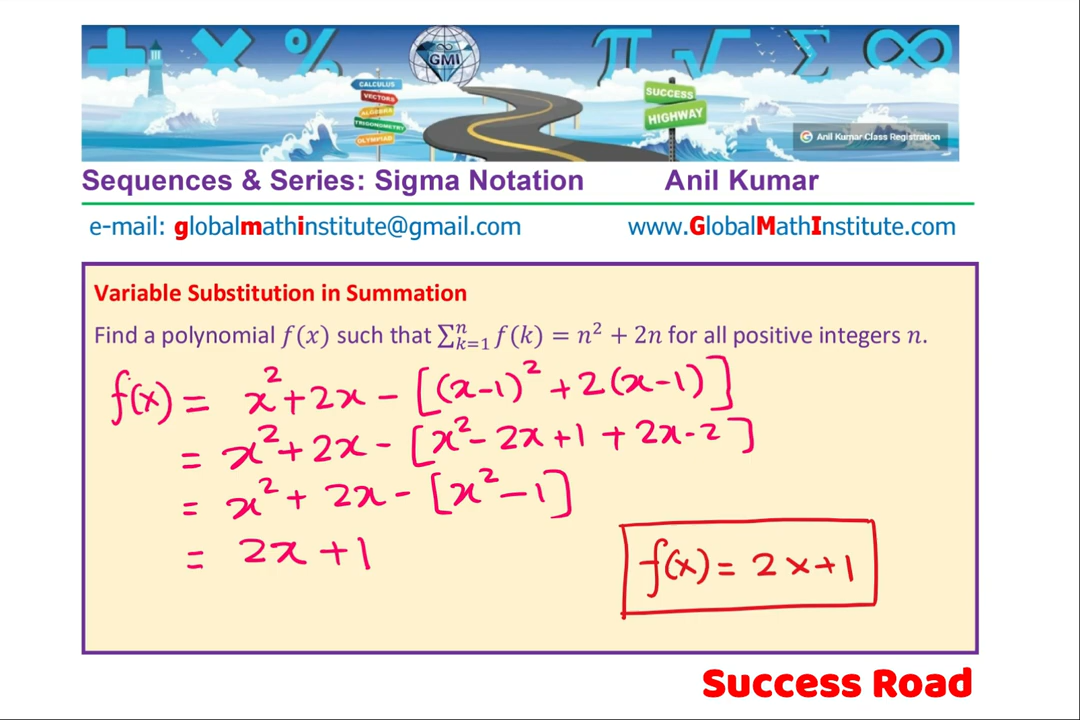 GMI
CALCULUS
VECTORS
ALGEBRA
TRIGONOMETRY
OLYMPIAD
SUCCESS
HIGHWAY
Anil Kumar Class Registration
Sequences & Series: Sigma Notation Anil Kumar
e-mail: globalmathinstitute@gmail.com www.GlobalMathInstitute.com
Variable Substitution in Summation
Find a polynomial f(x) such that ∑ⁿₖ₌₁ f(k) = n² + 2n for all positive integers n.
f(x) = x² + 2x - [(x-1)² + 2(x-1)]
= x² + 2x - [x² - 2x + 1 + 2x - 2]
= x² + 2x - [x² - 1]
= 2x + 1
f(x) = 2x + 1
Success Road